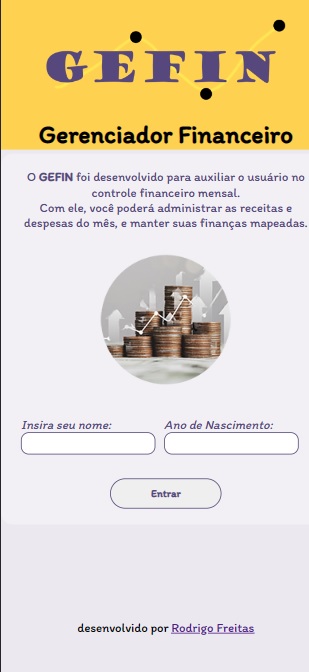 GEFIN
Gerenciador Financeiro
O GEFIN foi desenvolvido para auxiliar o usuário no
controle financeiro mensal.
Com ele, você poderá administrar as receitas e
despesas do mês, e manter suas finanças mapeadas.
Insira seu nome: Ano de Nascimento:
Entrar
desenvolvido por Rodrigo Freitas